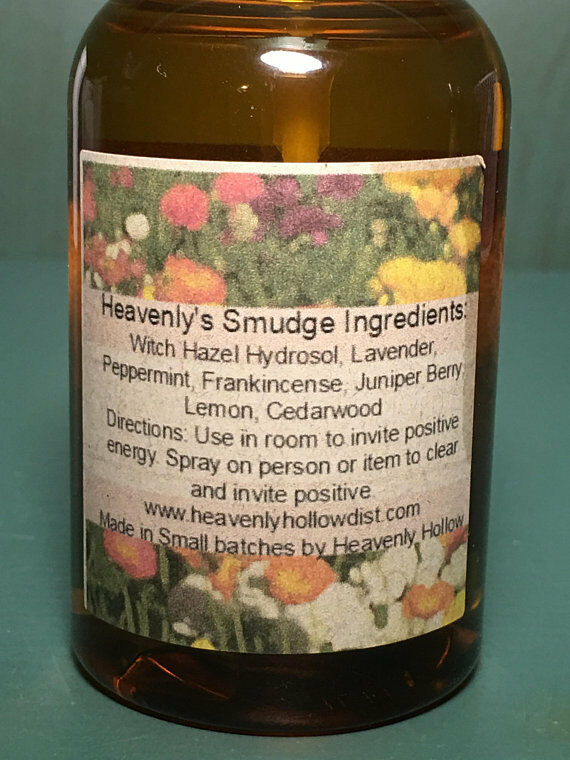 Heavenly's Smudge Ingredients:
Witch Hazel Hydrosol, Lavender,
Peppermint, Frankincense, Juniper Berry
Lemon, Cedarwood
Directions: Use in room to invite positive
energy. Spray on person or item to clear
and invite positive
www.heavenlyhollowdist.com
Made in Small batches by Heavenly Hollow